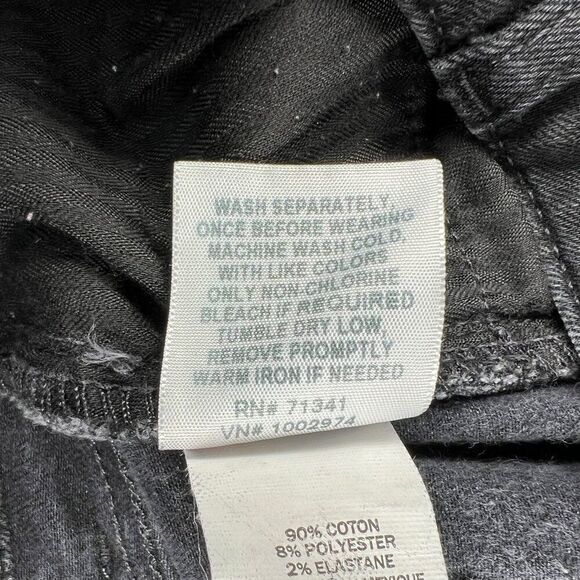 WASH SEPARATELY,
ONCE BEFORE WEARING
MACHINE WASH COLD,
WITH LIKE COLORS
ONLY NON-CHLORINE
BLEACH IF REQUIRED
TUMBLE DRY LOW,
REMOVE PROMPTLY
WARM IRON IF NEEDED
RN# 71341
VN# 1002974
90% COTON
8% POLYESTER
2% ELASTANE